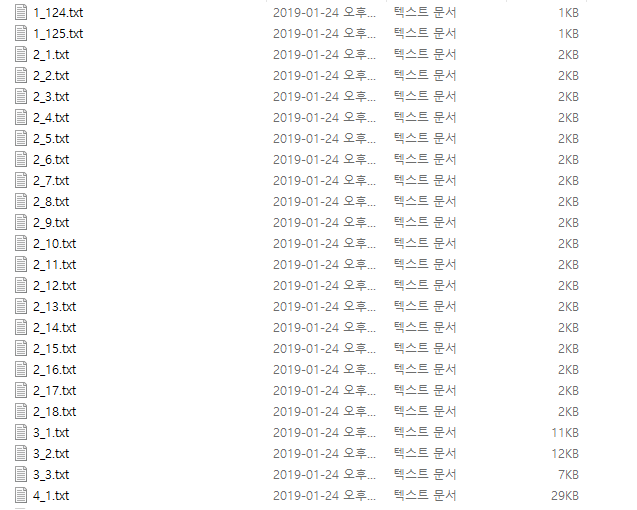 1_124.txt 2019-01-24 오후... 텍스트 문서 1KB
1_125.txt 2019-01-24 오후... 텍스트 문서 1KB
2_1.txt 2019-01-24 오후... 텍스트 문서 2KB
2_2.txt 2019-01-24 오후... 텍스트 문서 2KB
2_3.txt 2019-01-24 오후... 텍스트 문서 2KB
2_4.txt 2019-01-24 오후... 텍스트 문서 2KB
2_5.txt 2019-01-24 오후... 텍스트 문서 2KB
2_6.txt 2019-01-24 오후... 텍스트 문서 2KB
2_7.txt 2019-01-24 오후... 텍스트 문서 2KB
2_8.txt 2019-01-24 오후... 텍스트 문서 2KB
2_9.txt 2019-01-24 오후... 텍스트 문서 2KB
2_10.txt 2019-01-24 오후... 텍스트 문서 2KB
2_11.txt 2019-01-24 오후... 텍스트 문서 2KB
2_12.txt 2019-01-24 오후... 텍스트 문서 2KB
2_13.txt 2019-01-24 오후... 텍스트 문서 2KB
2_14.txt 2019-01-24 오후... 텍스트 문서 2KB
2_15.txt 2019-01-24 오후... 텍스트 문서 2KB
2_16.txt 2019-01-24 오후... 텍스트 문서 2KB
2_17.txt 2019-01-24 오후... 텍스트 문서 2KB
2_18.txt 2019-01-24 오후... 텍스트 문서 2KB
3_1.txt 2019-01-24 오후... 텍스트 문서 11KB
3_2.txt 2019-01-24 오후... 텍스트 문서 12KB
3_3.txt 2019-01-24 오후... 텍스트 문서 7KB
4_1.txt 2019-01-24 오후... 텍스트 문서 29KB